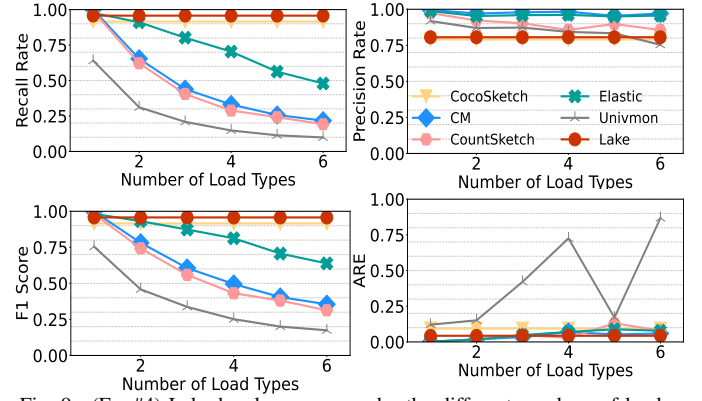 1.00
0.75
0.50
0.25
0.00
Recall Rate
2 4 6
Number of Load Types
1.00
0.75
0.50
0.25
0.00
Precision Rate
CocoSketch
CM
CountSketch
Elastic
Univmon
Lake
2 4 6
Number of Load Types
1.00
0.75
0.50
0.25
0.00
F1 Score
2 4 6
Number of Load Types
1.00
0.75
0.50
0.25
0.00
ARE
2 4 6
Number of Load Types